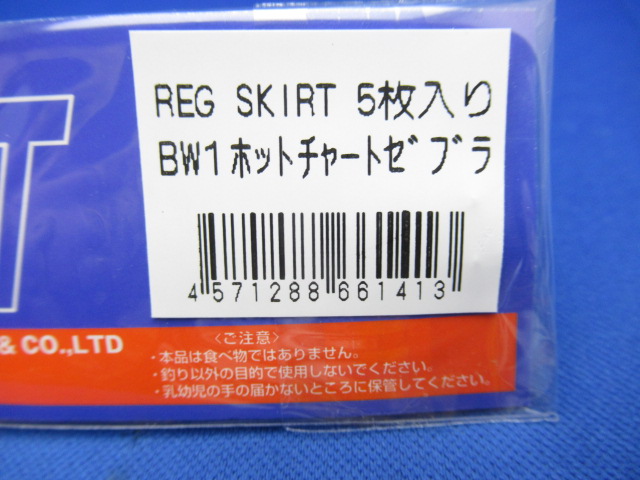 REG SKIRT 5枚入り
BW1ホットチャートゼブラ
4571288661413
T
& CO.,LTD
〈ご注意〉
・本品は食べ物ではありません。
・釣り以外の目的で使用しないでください。
・乳幼児の手の届かないところに保管してください。